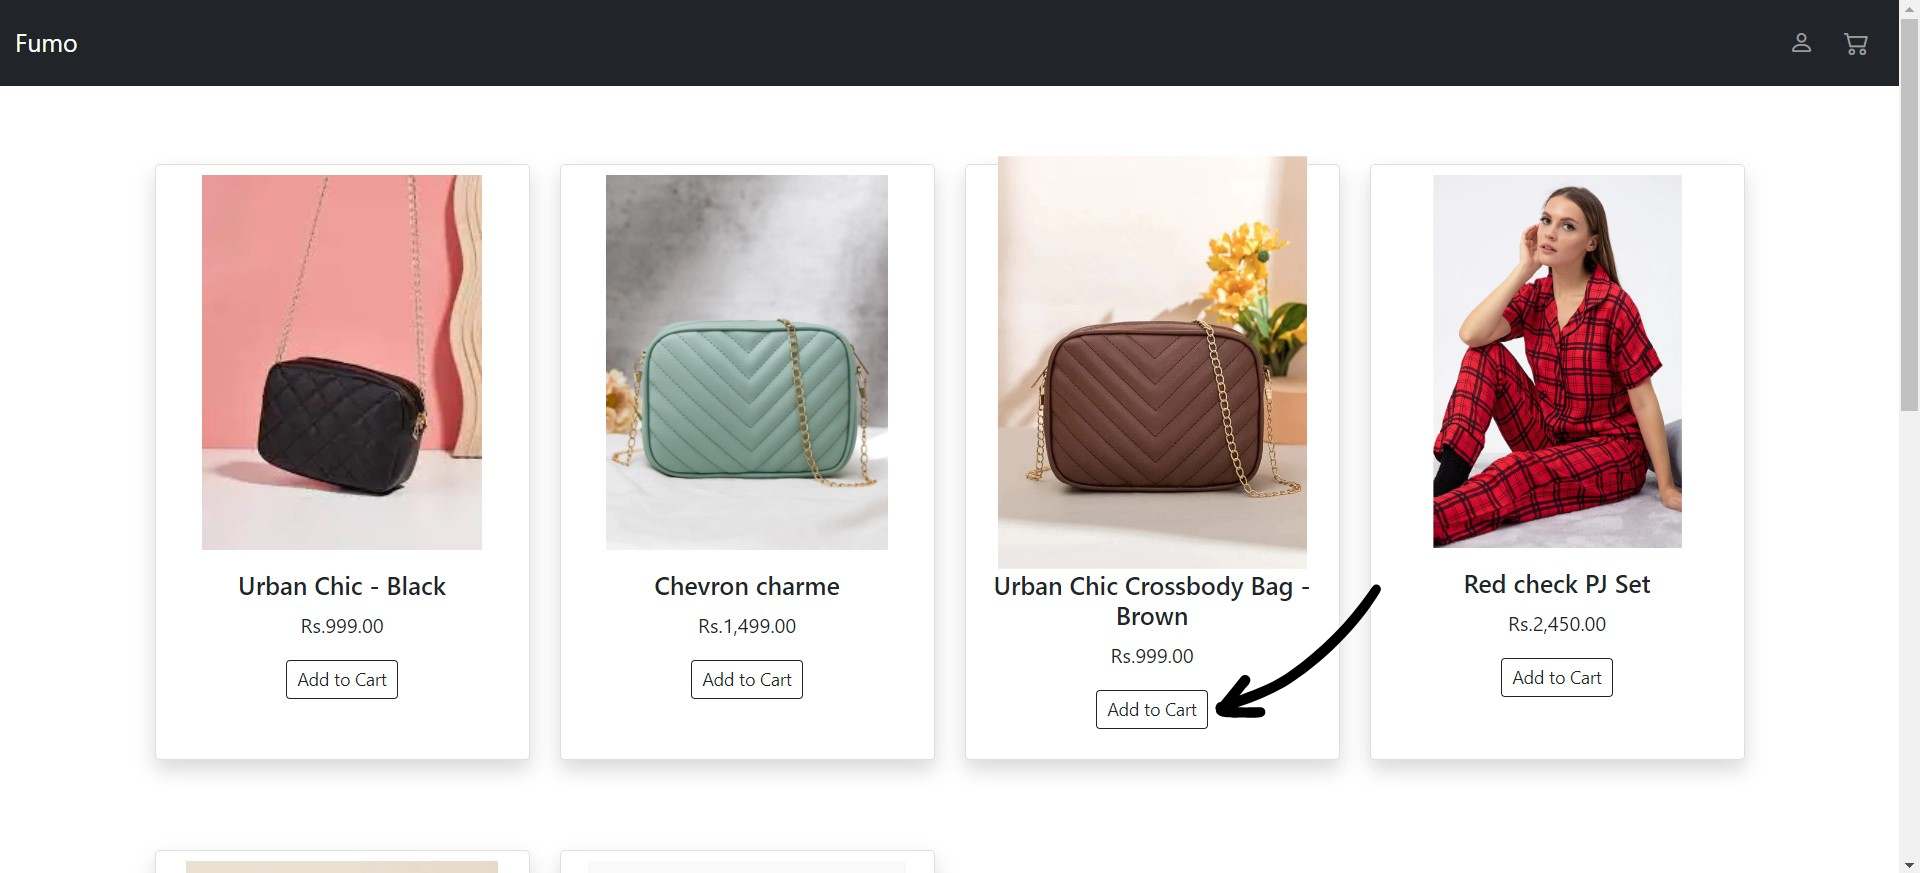 Fumo
Urban Chic - Black
Rs.999.00
Add to Cart
Chevron charme
Rs.1,499.00
Add to Cart
Urban Chic Crossbody Bag -
Brown
Rs.999.00
Add to Cart
Red check PJ Set
Rs.2,450.00
Add to Cart